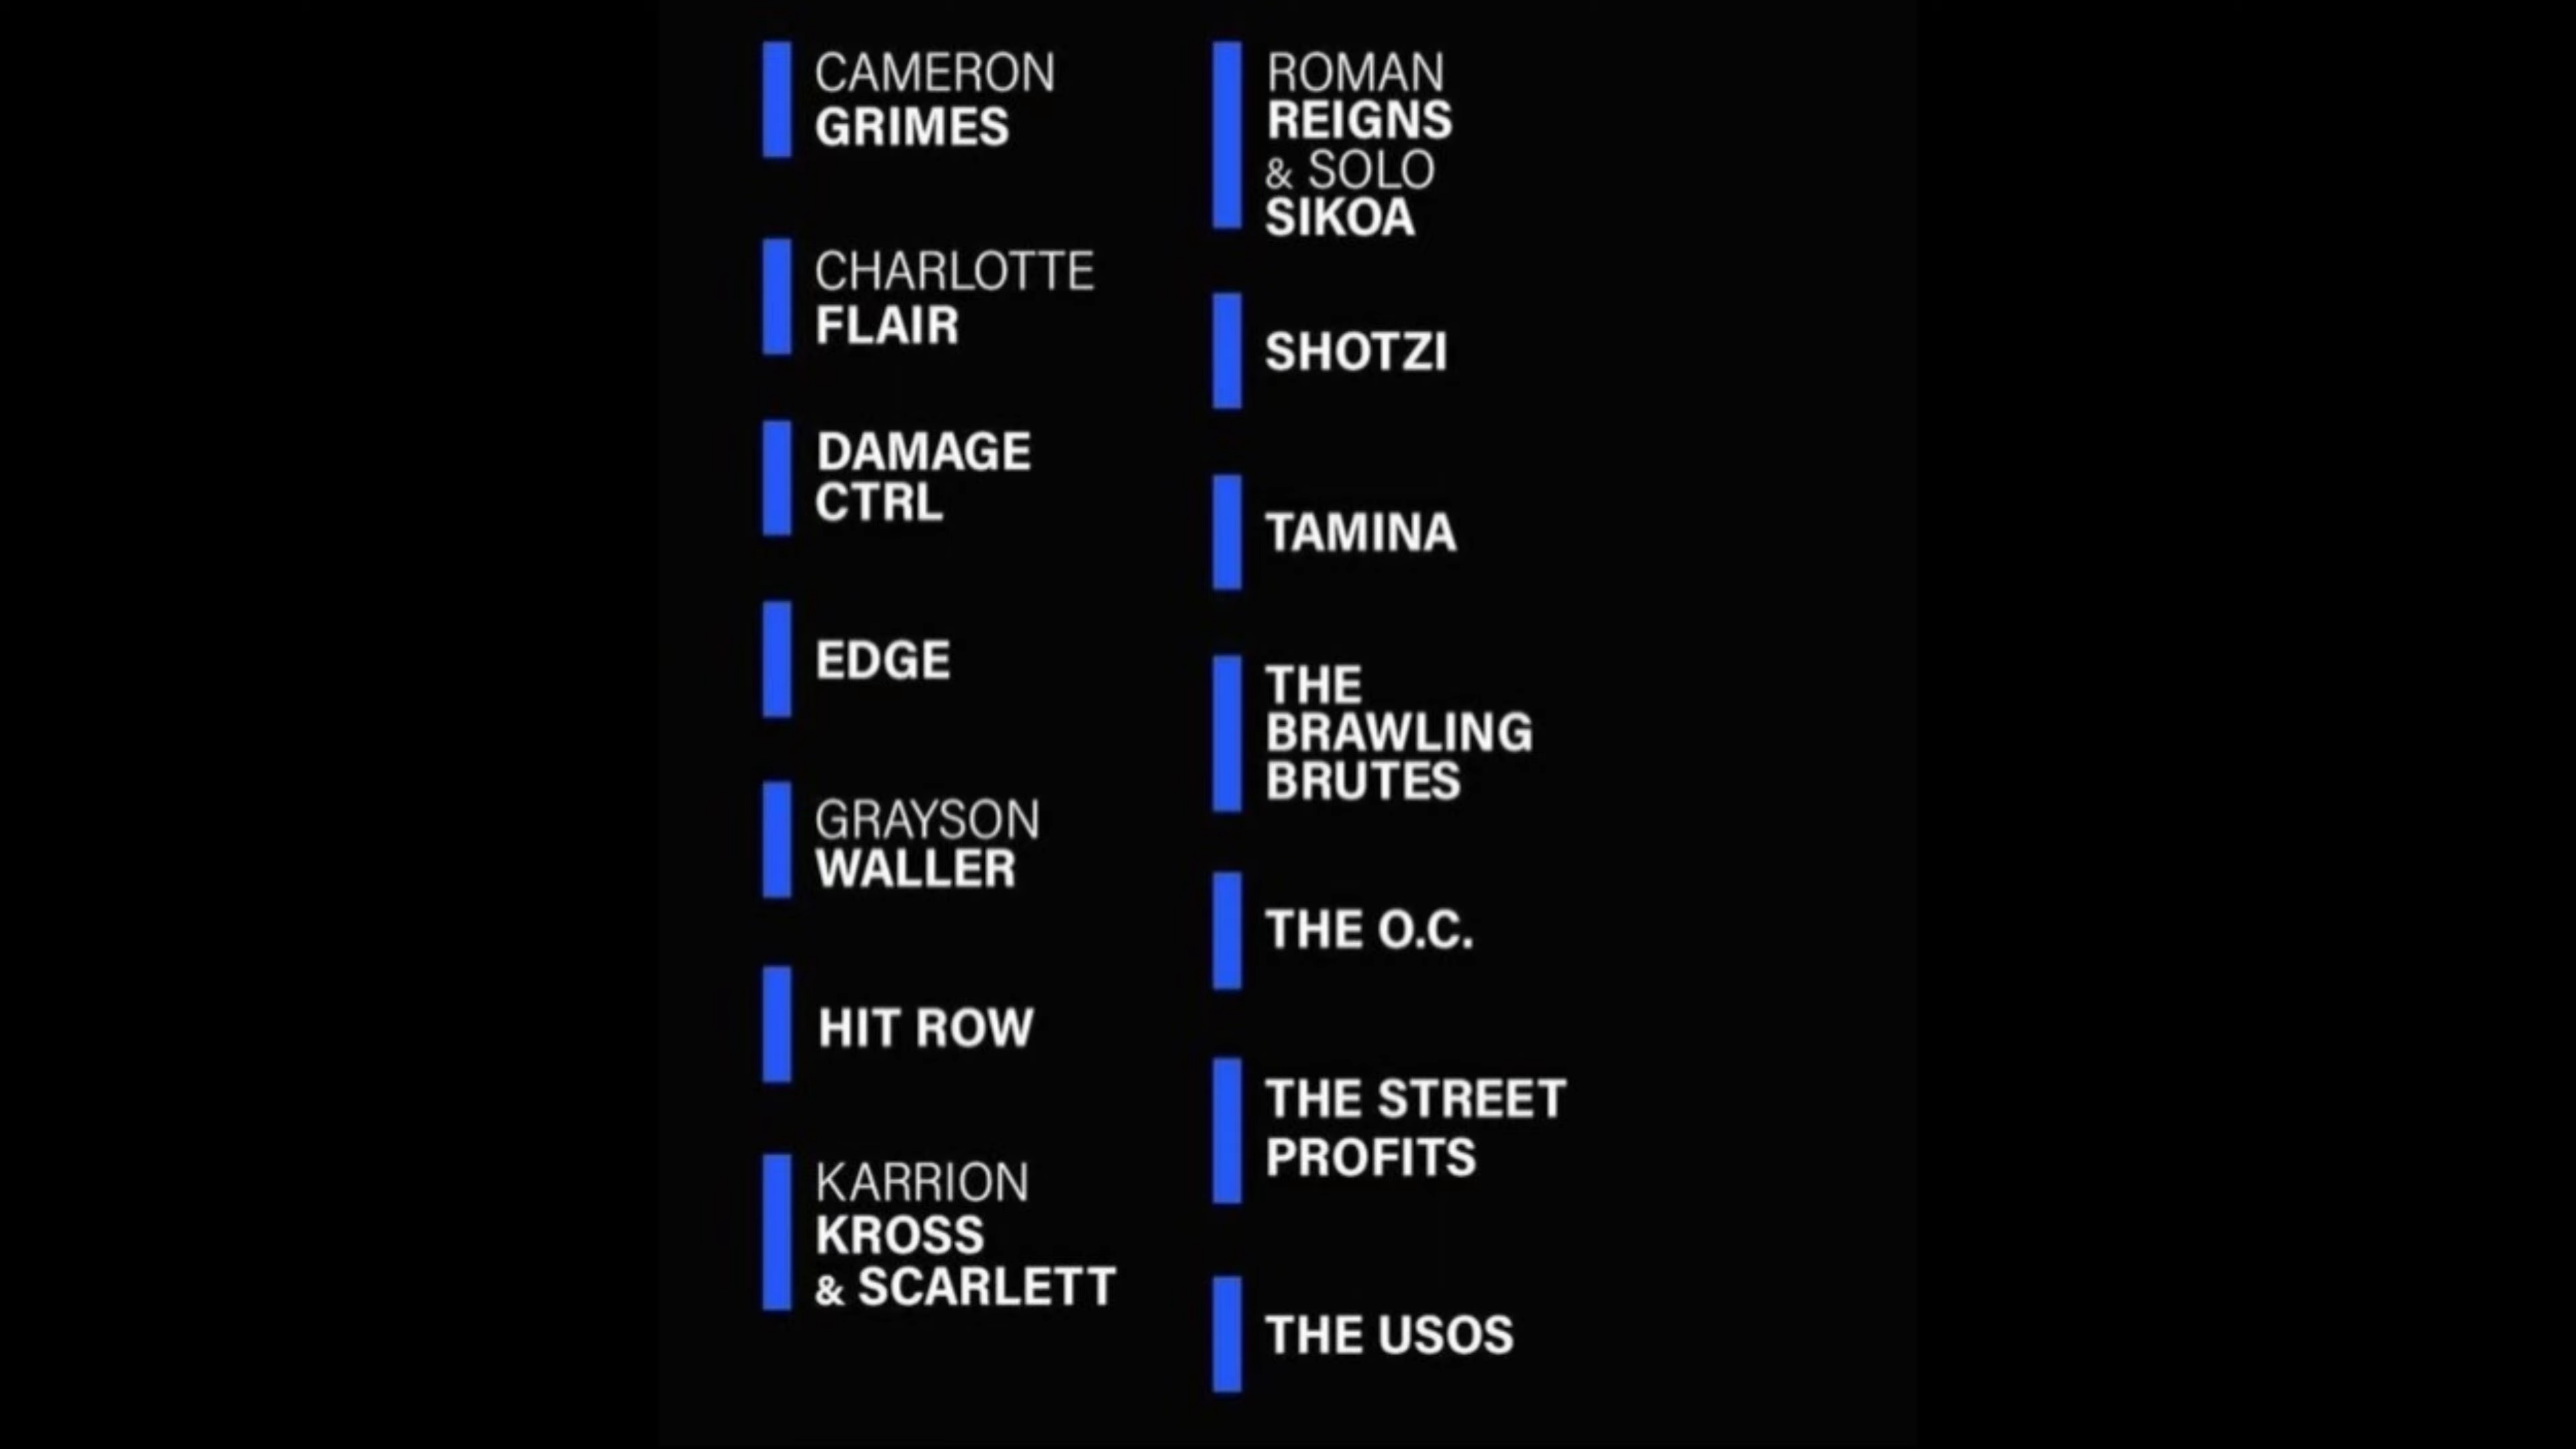 CAMERON
GRIMES
CHARLOTTE
FLAIR
DAMAGE
CTRL
EDGE
GRAYSON
WALLER
HIT ROW
KARRION
KROSS
& SCARLETT
ROMAN
REIGNS
& SOLO
SIKOA
SHOTZI
TAMINA
THE
BRAWLING
BRUTES
THE O.C.
THE STREET
PROFITS
THE USOS